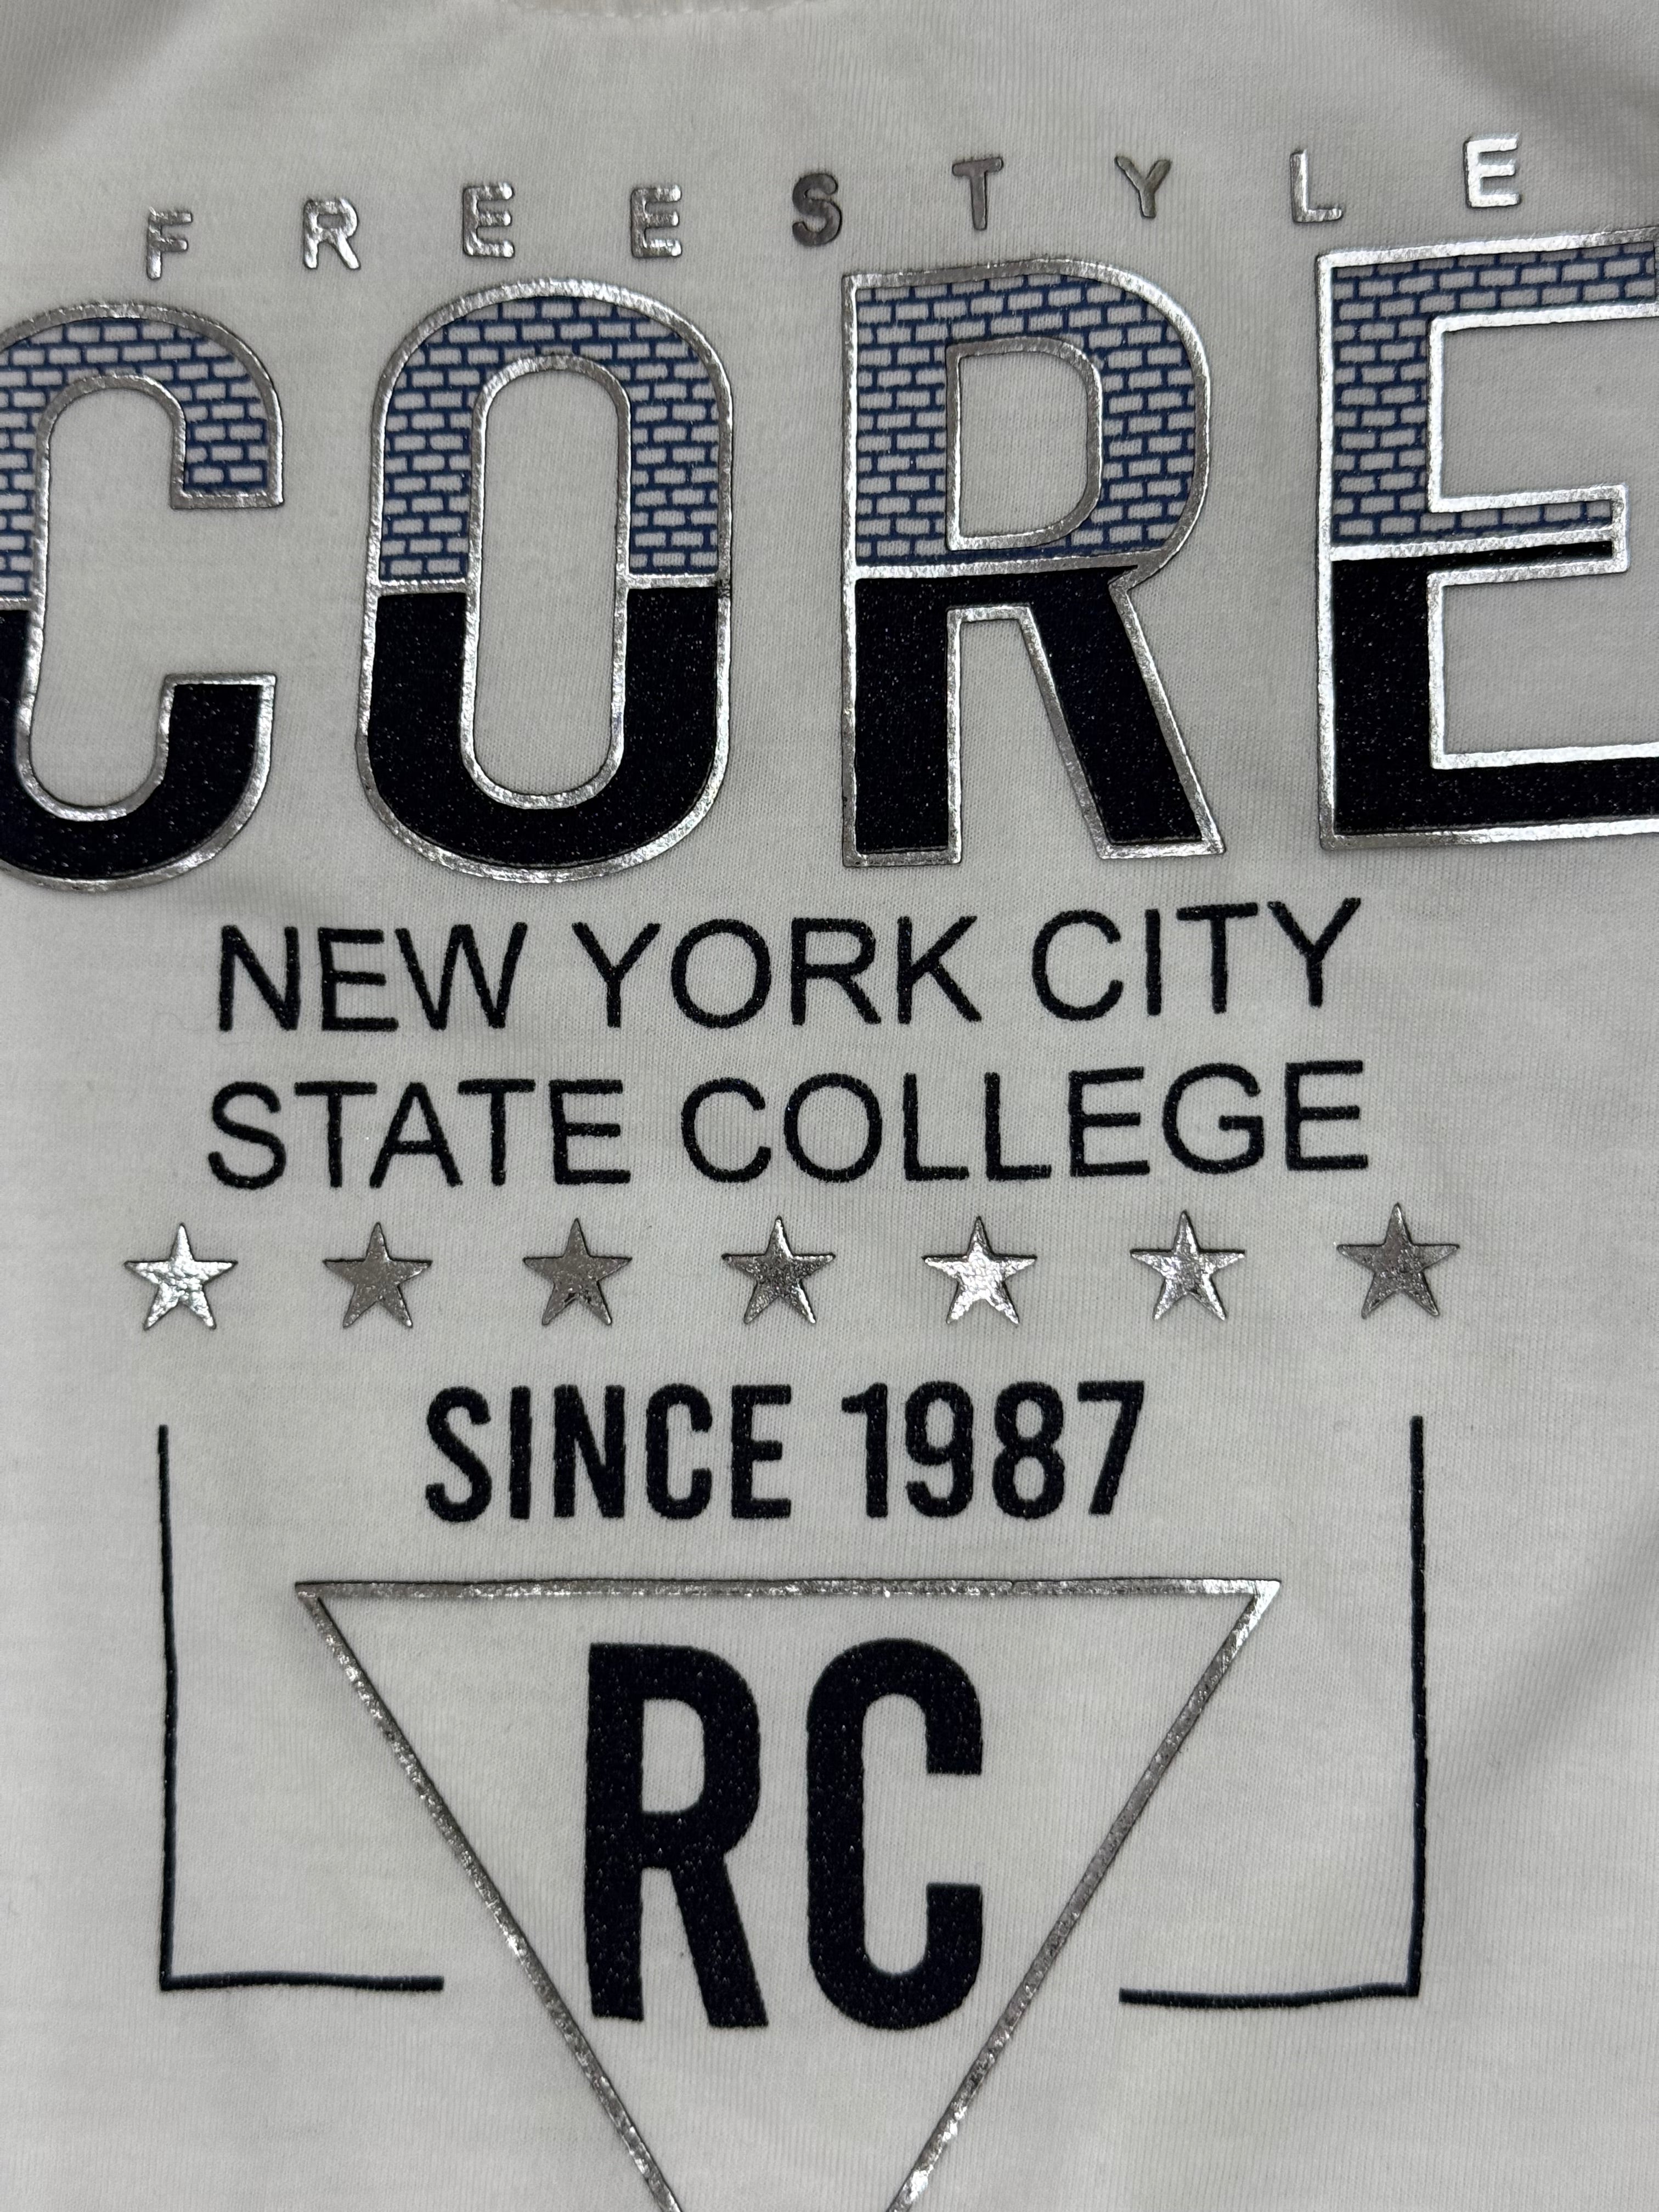 FREESTYLE
CORE
NEW YORK CITY
STATE COLLEGE
SINCE 1987
RC